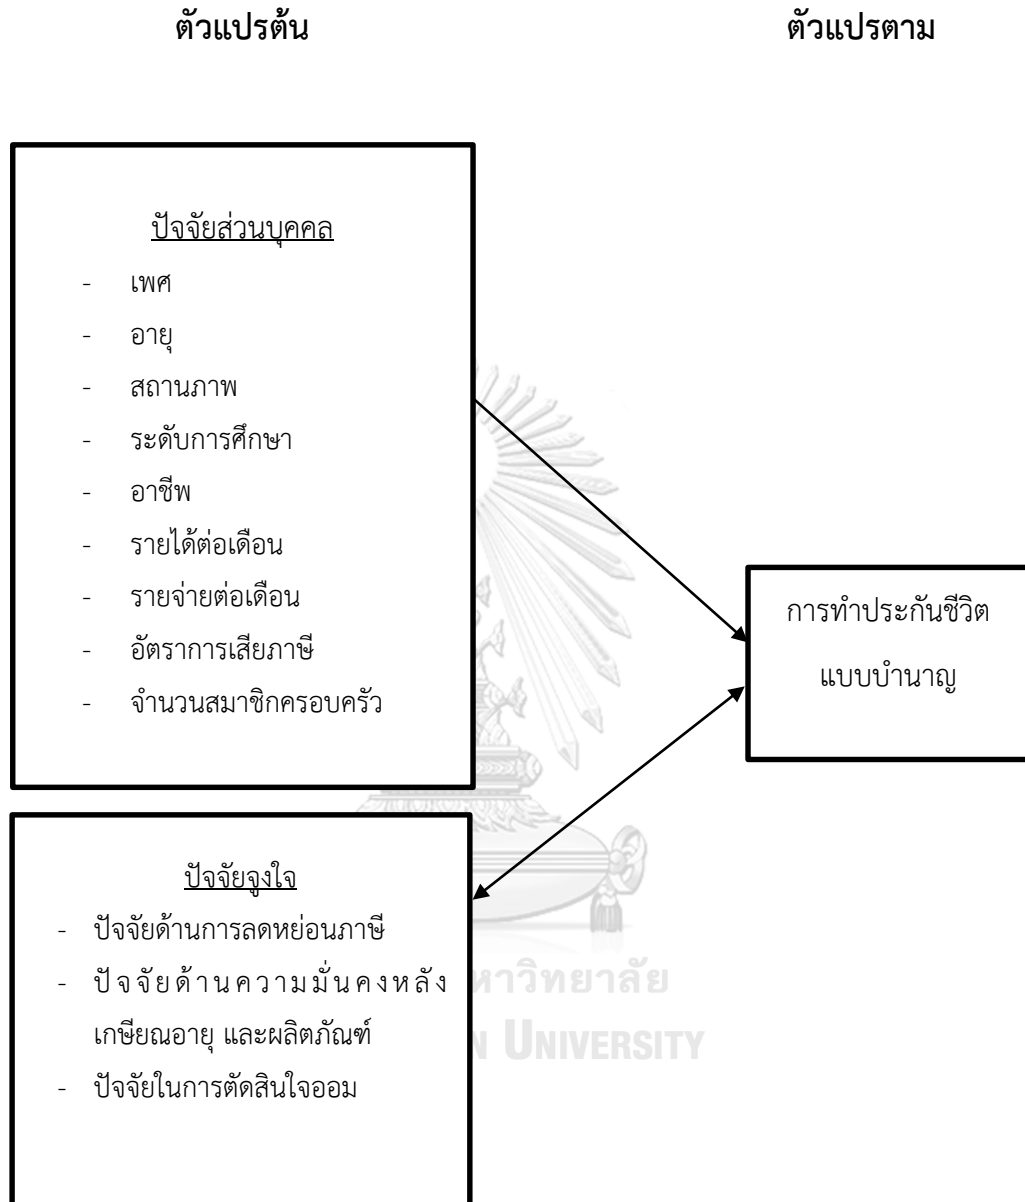 ตัวแปรต้น
ตัวแปรตาม
ปัจจัยส่วนบุคคล
- เพศ
- อายุ
- สถานภาพ
- ระดับการศึกษา
- อาชีพ
- รายได้ต่อเดือน
- รายจ่ายต่อเดือน
- อัตราการเสียภาษี
- จำนวนสมาชิกครอบครัว
การทำประกันชีวิต
แบบบำนาญ
ปัจจัยจูงใจ
- ปัจจัยด้านการลดหย่อนภาษี
- ปัจจัยด้านความมั่นคงหลัง
เกษียณอายุ และผลิตภัณฑ์
- ปัจจัยในการตัดสินใจออม
UNIVERSITY